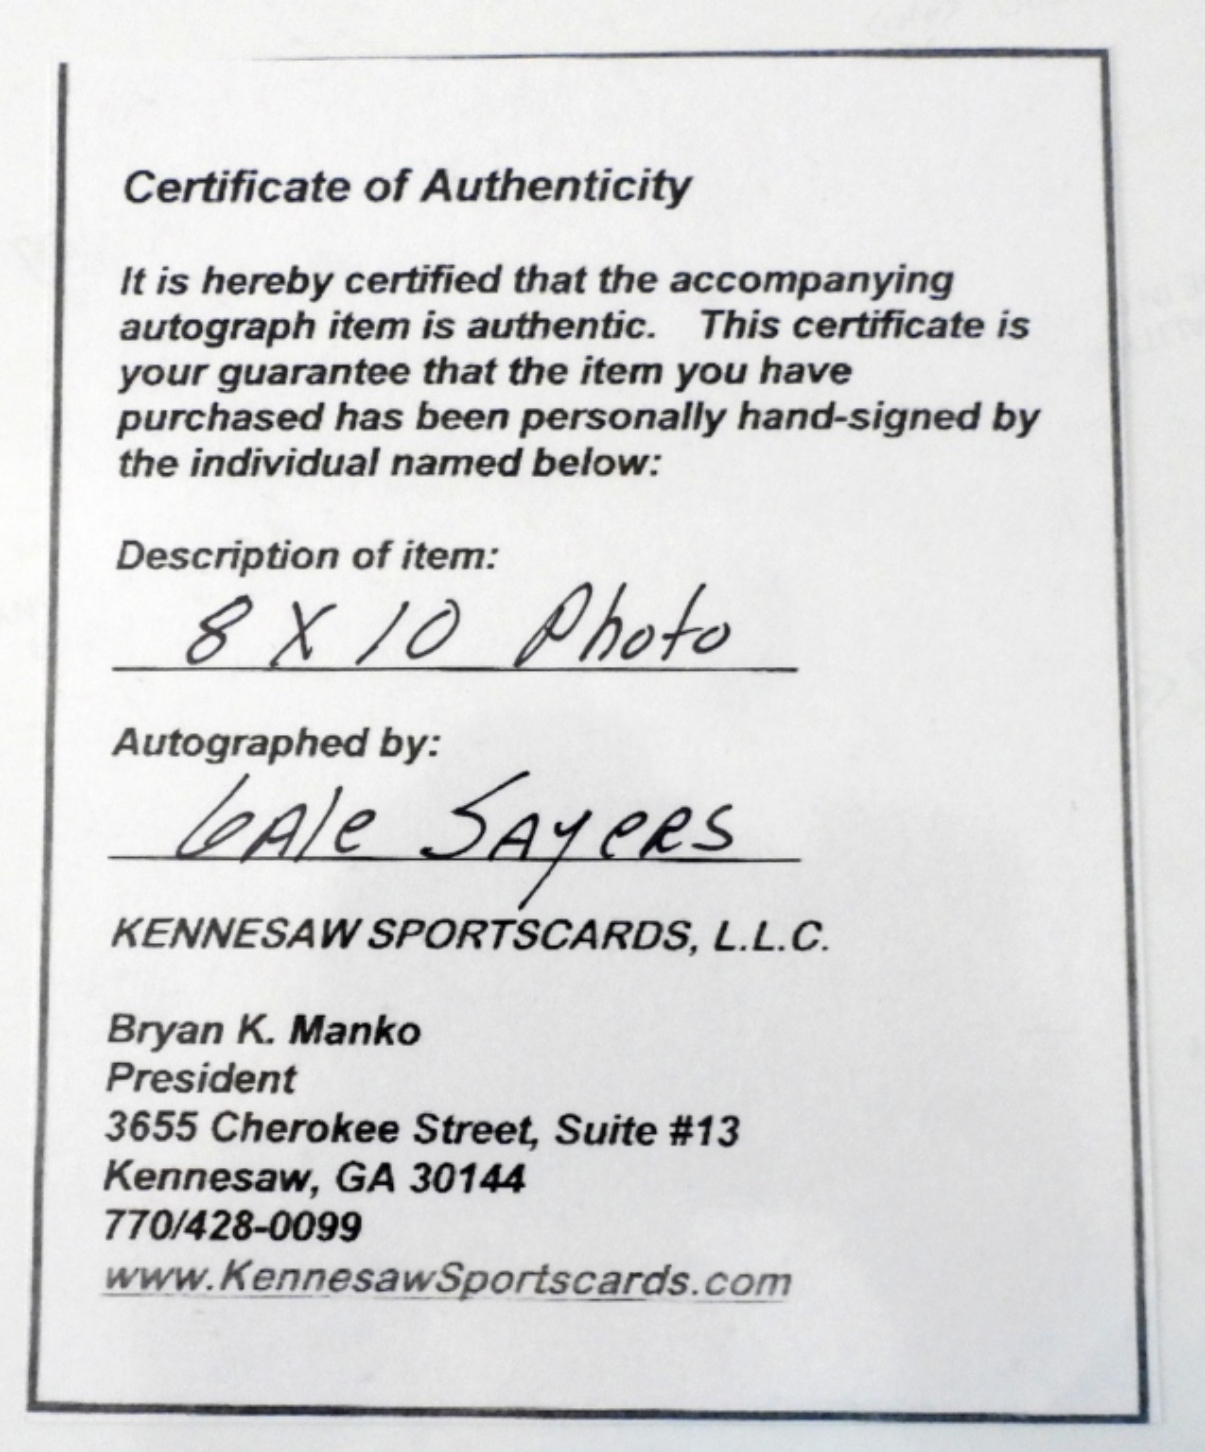 Certificate of Authenticity
It is hereby certified that the accompanying
autograph item is authentic. This certificate is
your guarantee that the item you have
purchased has been personally hand-signed by
the individual named below:
Description of item:
8 X 10 Photo
Autographed by:
GAle SAyeRS
KENNESAW SPORTSCARDS, L.L.C.
Bryan K. Manko
President
3655 Cherokee Street, Suite #13
Kennesaw, GA 30144
770/428-0099
www.KennesawSportscards.com